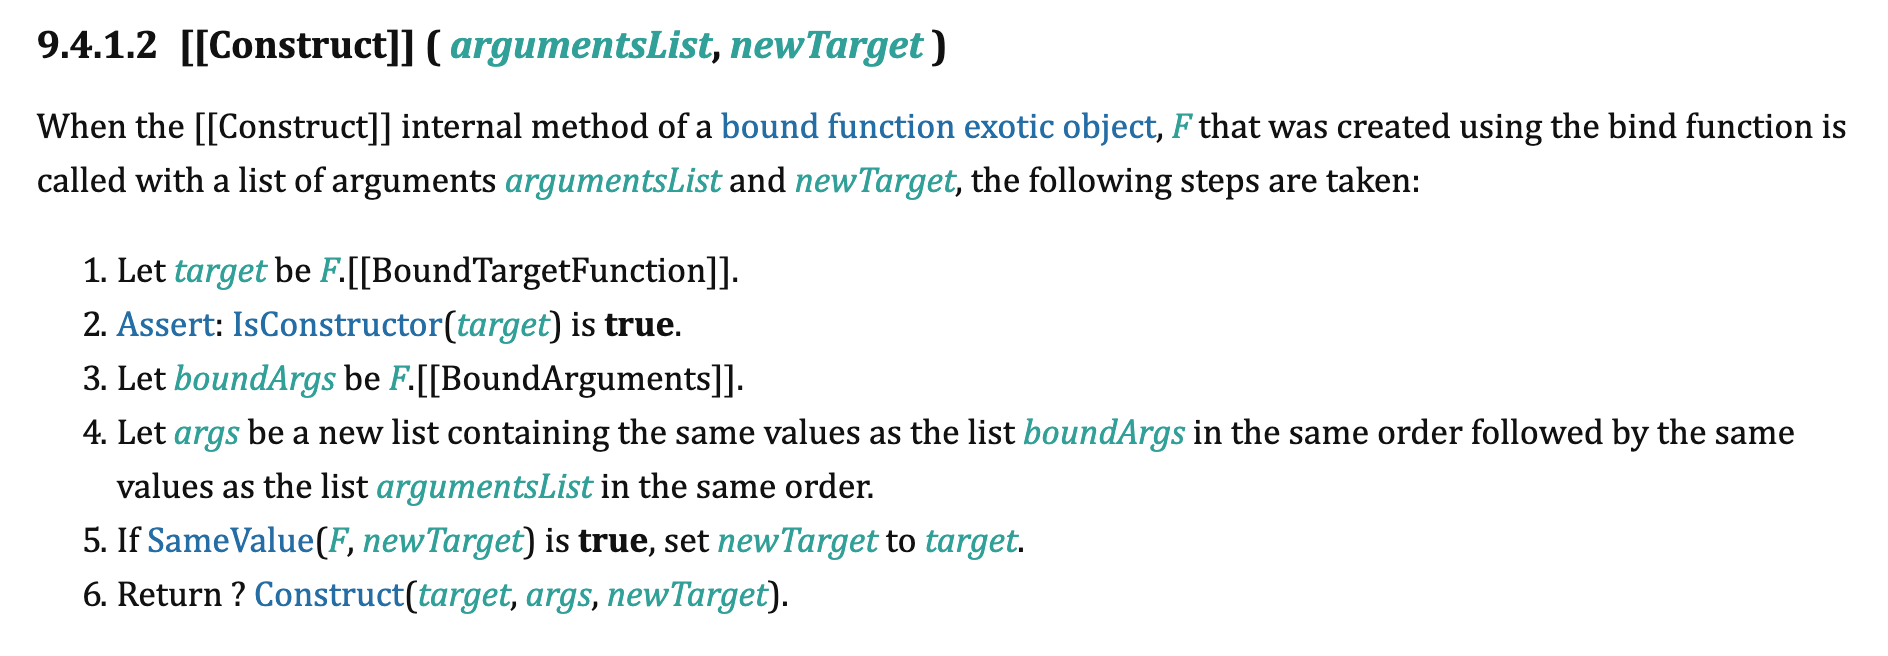 9.4.1.2 [[Construct]] ( argumentsList, newTarget )
When the [[Construct]] internal method of a bound function exotic object, F that was created using the bind function is
called with a list of arguments argumentsList and newTarget, the following steps are taken:
1. Let target be F.[[BoundTargetFunction]].
2. Assert: IsConstructor(target) is true.
3. Let boundArgs be F.[[BoundArguments]].
4. Let args be a new list containing the same values as the list boundArgs in the same order followed by the same
values as the list argumentsList in the same order.
5. If SameValue(F, newTarget) is true, set newTarget to target.
6. Return ? Construct(target, args, newTarget).